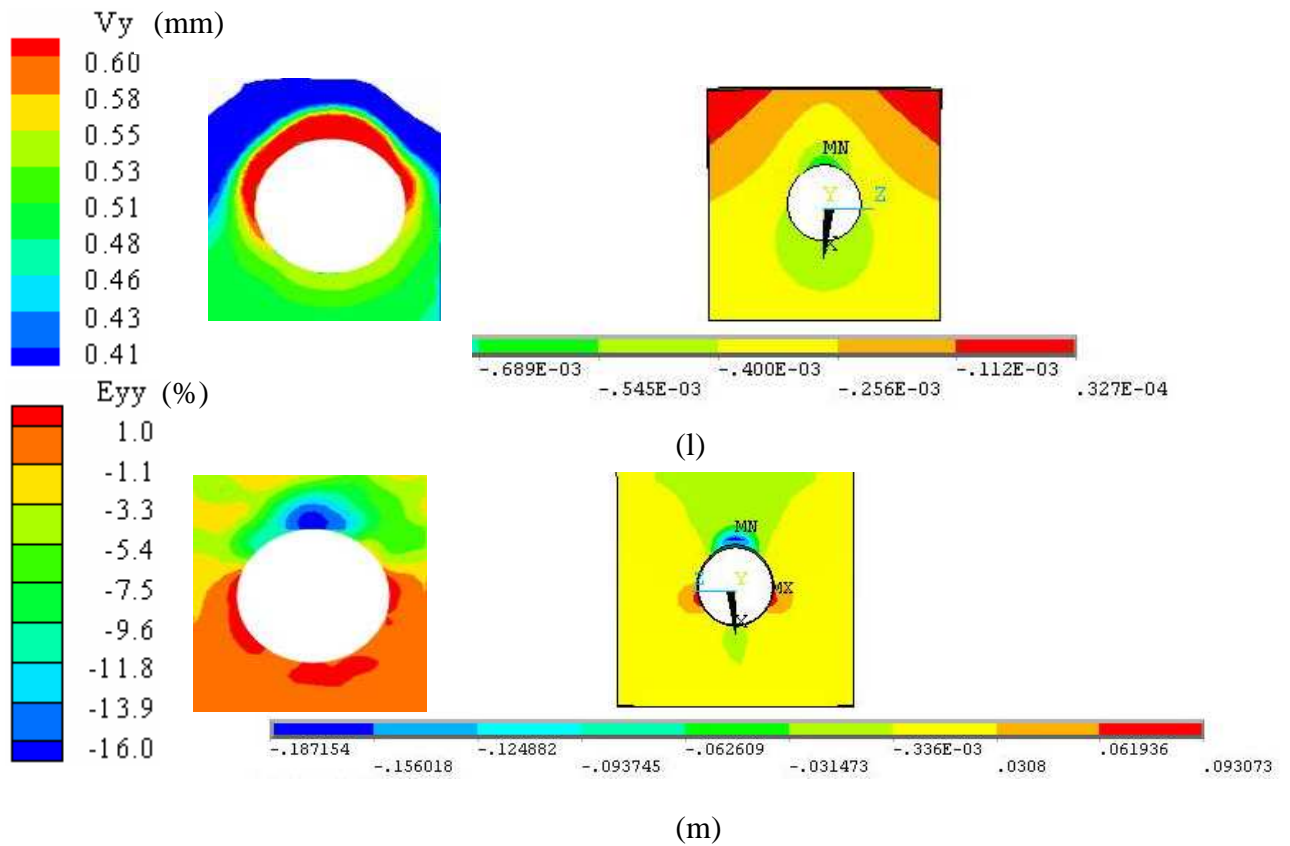 Vy (mm)
0.60
0.58
0.55
0.53
0.51
0.48
0.46
0.43
0.41
MN
Y Z
X
-.689E-03 -.400E-03 -.112E-03
-.545E-03 -.256E-03 .327E-04
(l)
Eyy (%)
1.0
-1.1
-3.3
-5.4
-7.5
-9.6
-11.8
-13.9
-16.0
MN
Z Y MX
X
-.187154 -.124882 -.062609 -.336E-03 .061936
-.156018 -.093745 -.031473 .0308 .093073
(m)